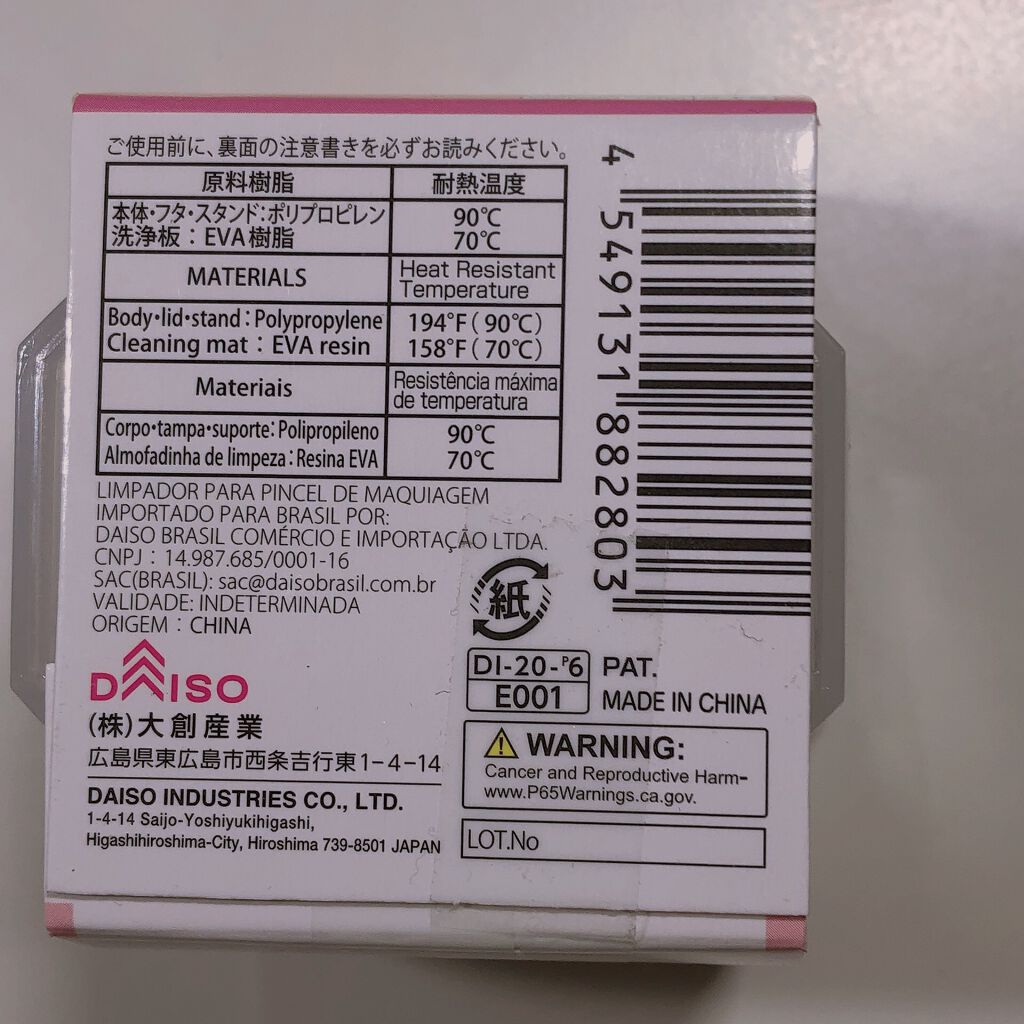 ご使用前に、裏面の注意書きを必ずお読みください。
原料樹脂 耐熱温度
本体・フタ・スタンド:ポリプロピレン 90℃
洗浄板:EVA樹脂 70℃
MATERIALS Heat Resistant Temperature
Body・lid・stand:Polypropylene 194°F(90℃)
Cleaning mat:EVA resin 158°F(70℃)
Materiais Resistência máxima de temperatura
Corpo・tampa・suporte:Polipropileno 90℃
Almofadinha de limpeza:Resina EVA 70℃
LIMPADOR PARA PINCEL DE MAQUIAGEM
IMPORTADO PARA BRASIL POR:
DAISO BRASIL COMÉRCIO E IMPORTAÇÃO LTDA.
CNPJ:14.987.685/0001-16
SAC(BRASIL): sac@daisobrasil.com.br
VALIDADE: INDETERMINADA
ORIGEM:CHINA
DAISO
(株)大創産業
広島県東広島市西条吉行東1-4-14
DAISO INDUSTRIES CO., LTD.
1-4-14 Saijo-Yoshiyukihigashi,
Higashihiroshima-City, Hiroshima 739-8501 JAPAN
4 549131 882803
紙
DI-20-P6
E001
PAT.
MADE IN CHINA
WARNING:
Cancer and Reproductive Harm-
www.P65Warnings.ca.gov.
LOT.No